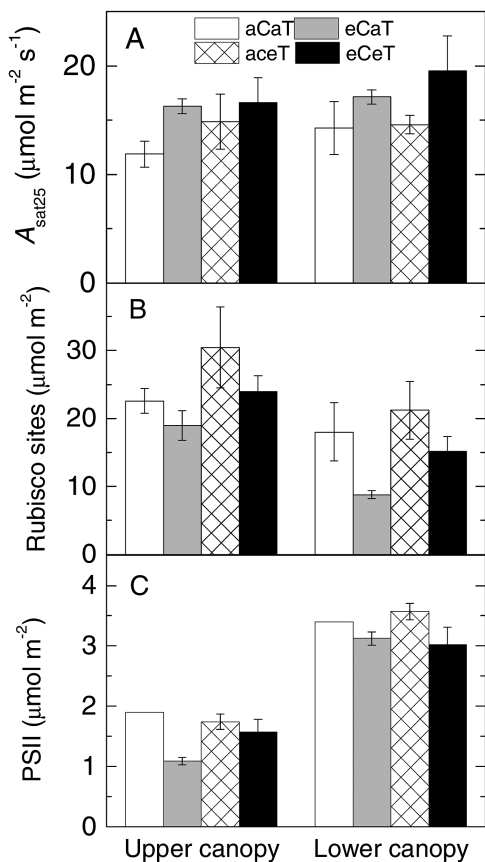 A
aCaT eCaT
aceT eCeT
20
10
0
A_sat25 (μmol m⁻² s⁻¹)
B
30
20
10
0
Rubisco sites (μmol m⁻²)
C
4
3
2
1
0
PSII (μmol m⁻²)
Upper canopy Lower canopy